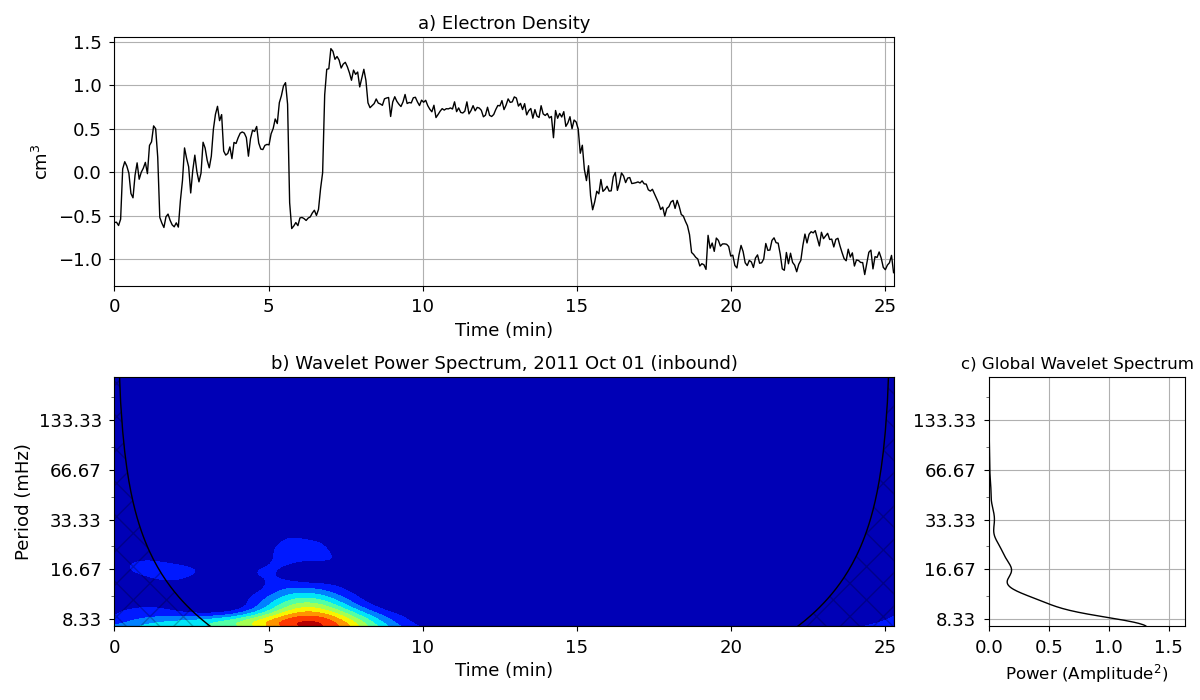 a) Electron Density
1.5
1.0
0.5
0.0
−0.5
−1.0
cm³
0 5 10 15 20 25
Time (min)
b) Wavelet Power Spectrum, 2011 Oct 01 (inbound)
133.33
66.67
33.33
16.67
8.33
Period (mHz)
0 5 10 15 20 25
Time (min)
c) Global Wavelet Spectrum
133.33
66.67
33.33
16.67
8.33
0.0 0.5 1.0 1.5
Power (Amplitude²)